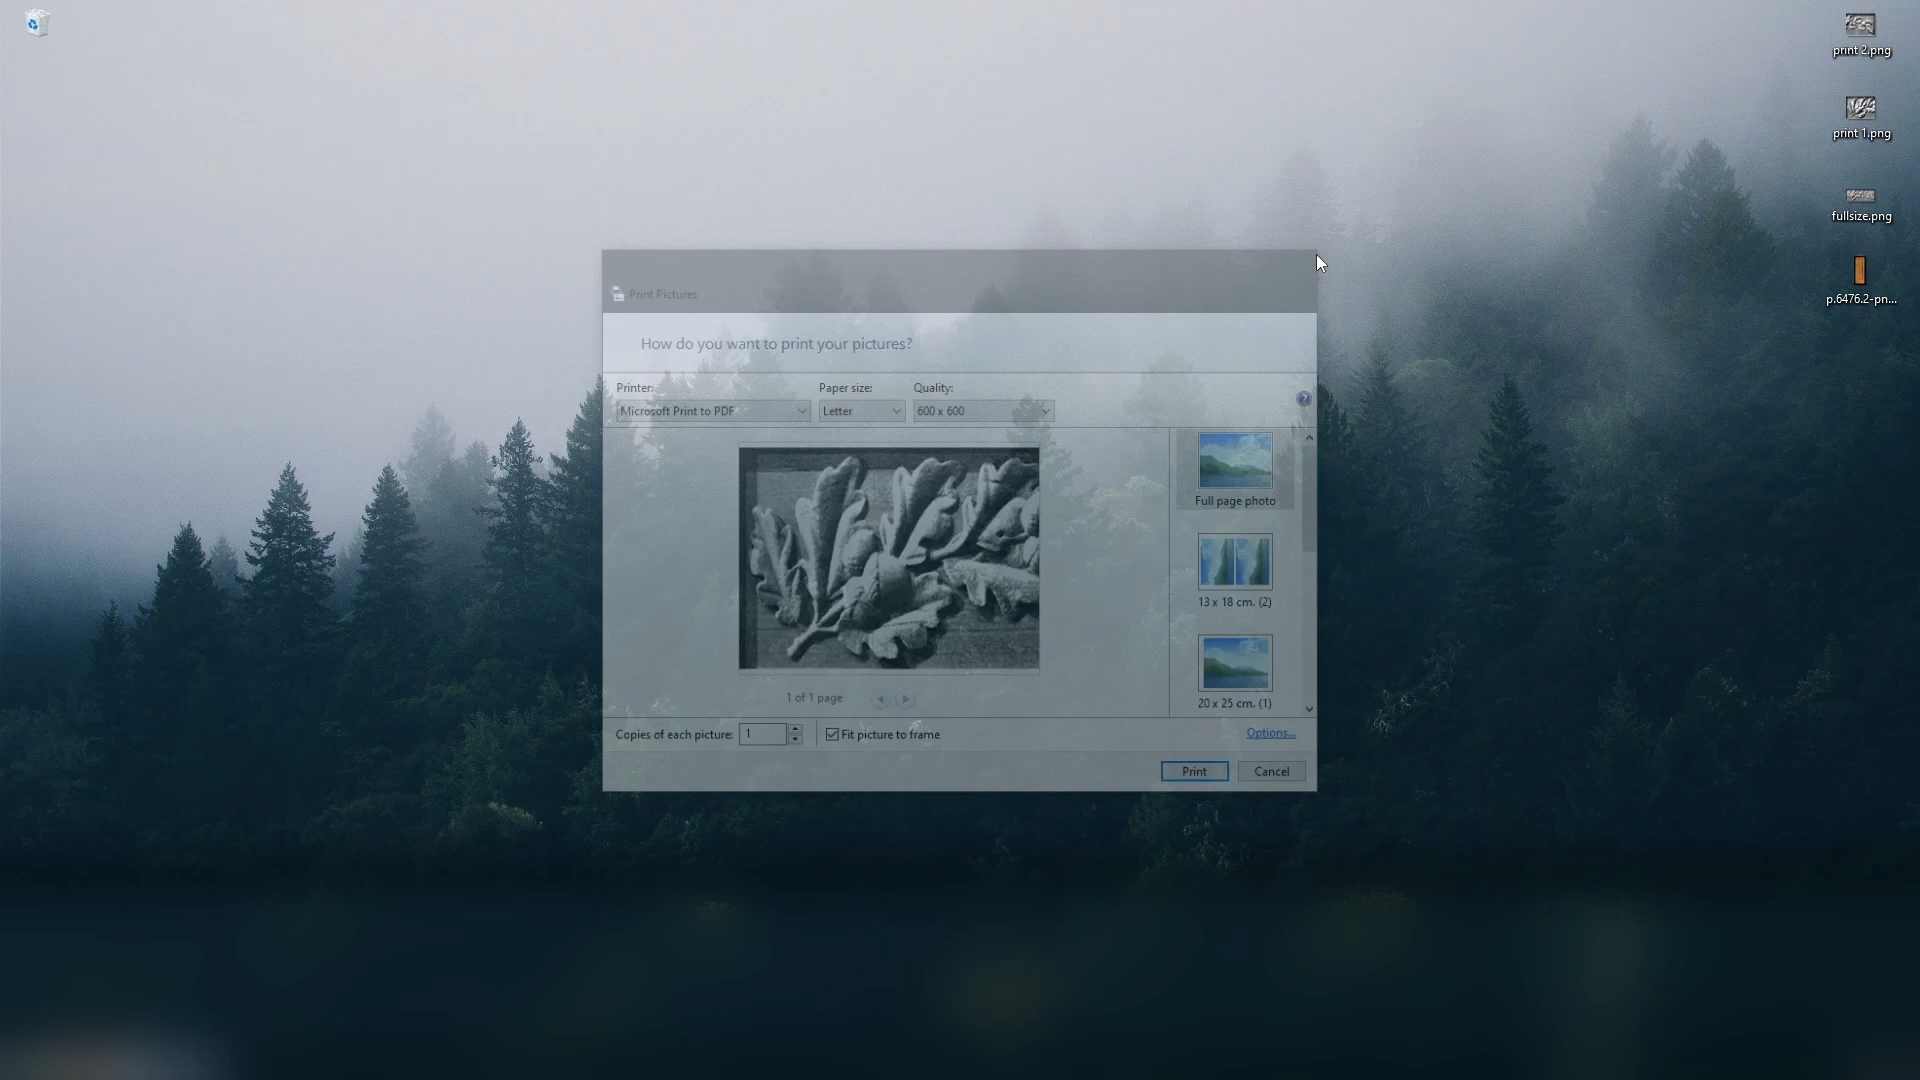 print 2.png
print 1.png
fullsize.png
p.6476.2-pn...
Print Pictures
How do you want to print your pictures?
Printer: Paper size: Quality:
Microsoft Print to PDF Letter 600 x 600
Full page photo
13 x 18 cm. (2)
20 x 25 cm. (1)
1 of 1 page
Copies of each picture: 1 Fit picture to frame Options...
Print Cancel